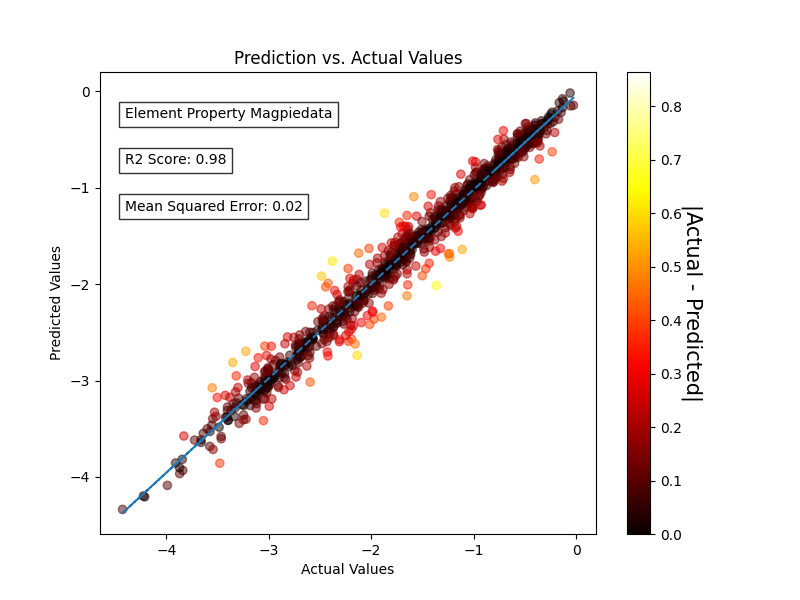 Prediction vs. Actual Values
Element Property Magpiedata
R2 Score: 0.98
Mean Squared Error: 0.02
Predicted Values
0
−1
−2
−3
−4
−4
−3
−2
−1
0
Actual Values
0.8
0.7
0.6
0.5
0.4
0.3
0.2
0.1
0.0
|Actual - Predicted|